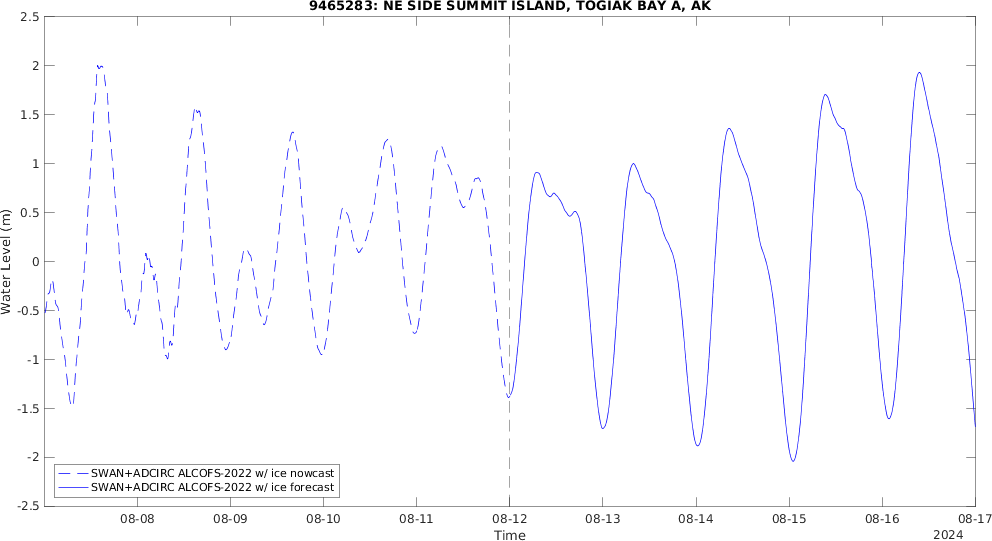 9465283: NE SIDE SUMMIT ISLAND, TOGIAK BAY A, AK
2.5
2
1.5
1
0.5
0
-0.5
-1
-1.5
-2
-2.5
Water Level (m)
SWAN+ADCIRC ALCOFS-2022 w/ ice nowcast
SWAN+ADCIRC ALCOFS-2022 w/ ice forecast
08-08 08-09 08-10 08-11 08-12 08-13 08-14 08-15 08-16 08-17
Time
2024